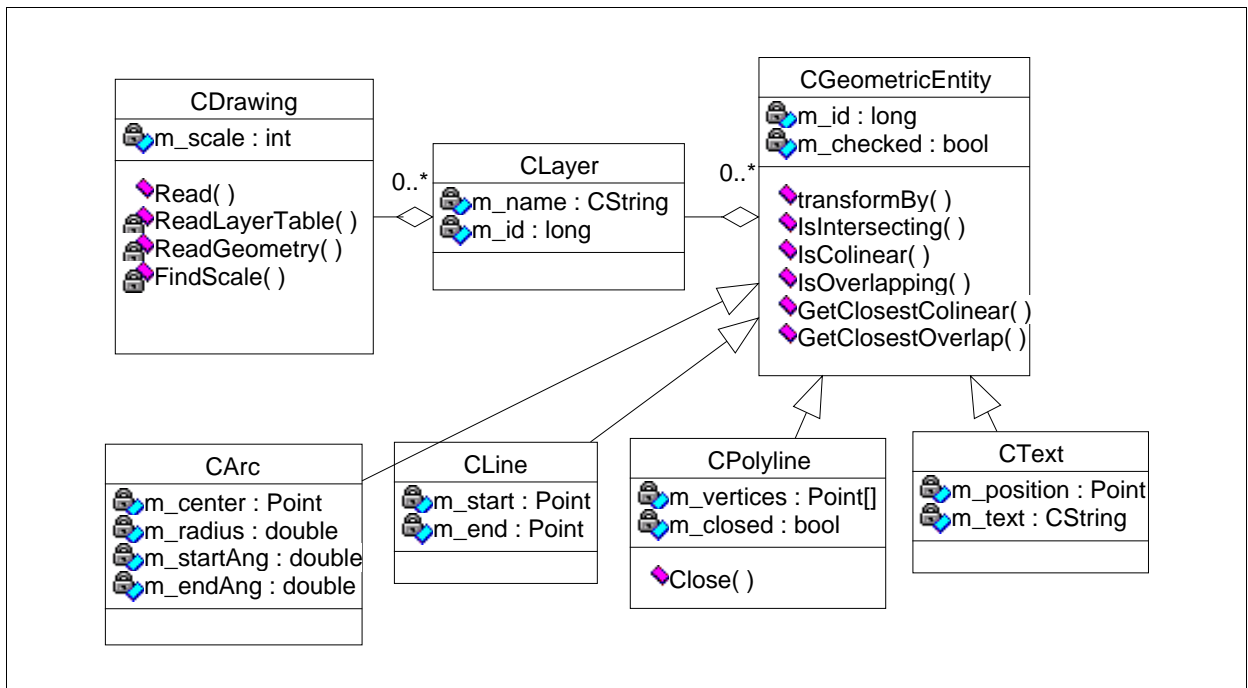 CDrawing
m_scale : int
Read( )
ReadLayerTable( )
ReadGeometry( )
FindScale( )
0..*
CLayer
m_name : CString
m_id : long
0..*
CGeometricEntity
m_id : long
m_checked : bool
transformBy( )
IsIntersecting( )
IsColinear( )
IsOverlapping( )
GetClosestColinear( )
GetClosestOverlap( )
CArc
m_center : Point
m_radius : double
m_startAng : double
m_endAng : double
CLine
m_start : Point
m_end : Point
CPolyline
m_vertices : Point[]
m_closed : bool
Close( )
CText
m_position : Point
m_text : CString